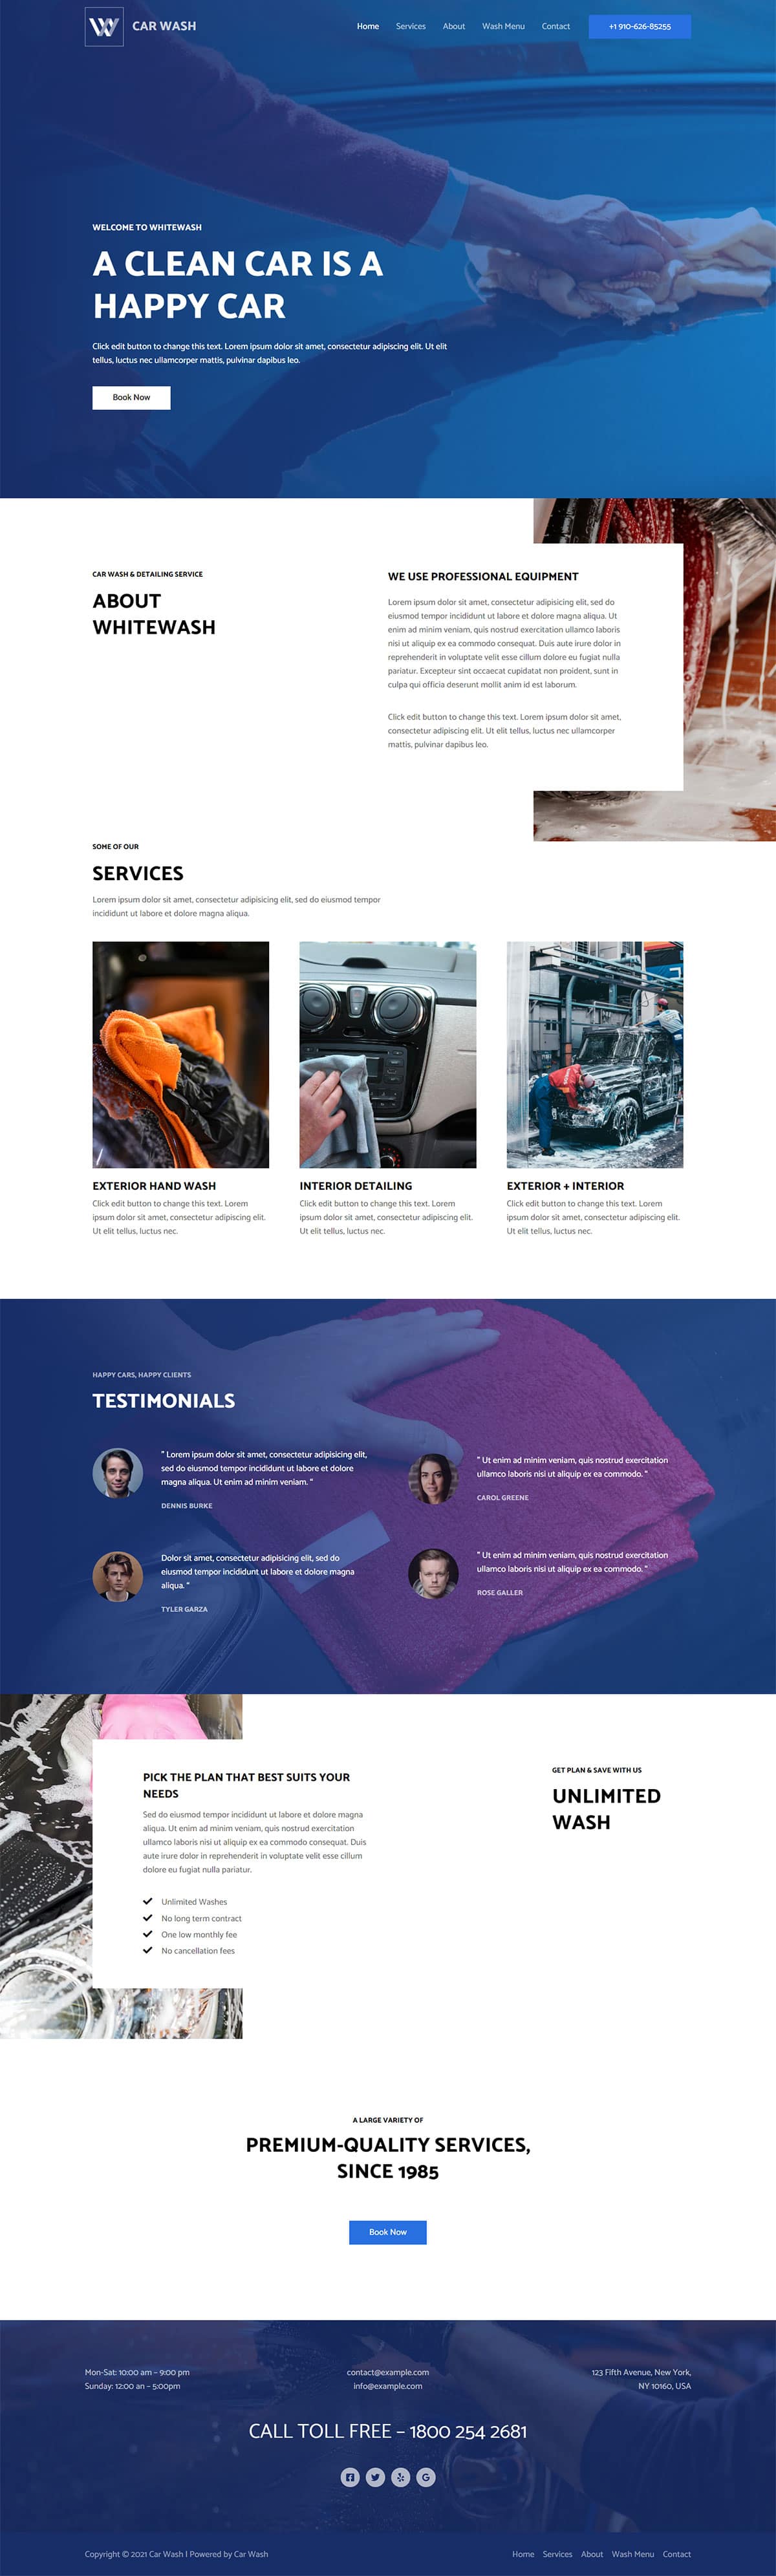 W CAR WASH
Home Services About Wash Menu Contact +1 910-626-85255
WELCOME TO WHITEWASH
A CLEAN CAR IS A
HAPPY CAR
Click edit button to change this text. Lorem ipsum dolor sit amet, consectetur adipiscing elit. Ut elit
tellus, luctus nec ullamcorper mattis, pulvinar dapibus leo.
Book Now
CAR WASH & DETAILING SERVICE
ABOUT
WHITEWASH
WE USE PROFESSIONAL EQUIPMENT
Lorem ipsum dolor sit amet, consectetur adipisicing elit, sed do
eiusmod tempor incididunt ut labore et dolore magna aliqua. Ut
enim ad minim veniam, quis nostrud exercitation ullamco laboris
nisi ut aliquip ex ea commodo consequat. Duis aute irure dolor in
reprehenderit in voluptate velit esse cillum dolore eu fugiat nulla
pariatur. Excepteur sint occaecat cupidatat non proident, sunt in
culpa qui officia deserunt mollit anim id est laborum.
Click edit button to change this text. Lorem ipsum dolor sit amet,
consectetur adipiscing elit. Ut elit tellus, luctus nec ullamcorper
mattis, pulvinar dapibus leo.
SOME OF OUR
SERVICES
Lorem ipsum dolor sit amet, consectetur adipisicing elit, sed do eiusmod tempor
incididunt ut labore et dolore magna aliqua.
EXTERIOR HAND WASH
Click edit button to change this text. Lorem
ipsum dolor sit amet, consectetur adipiscing elit.
Ut elit tellus, luctus nec.
INTERIOR DETAILING
Click edit button to change this text. Lorem
ipsum dolor sit amet, consectetur adipiscing elit.
Ut elit tellus, luctus nec.
EXTERIOR + INTERIOR
Click edit button to change this text. Lorem
ipsum dolor sit amet, consectetur adipiscing elit.
Ut elit tellus, luctus nec.
HAPPY CARS, HAPPY CLIENTS
TESTIMONIALS
" Lorem ipsum dolor sit amet, consectetur adipisicing elit,
sed do eiusmod tempor incididunt ut labore et dolore
magna aliqua. Ut enim ad minim veniam. "
DENNIS BURKE
" Ut enim ad minim veniam, quis nostrud exercitation
ullamco laboris nisi ut aliquip ex ea commodo. "
CAROL GREENE
Dolor sit amet, consectetur adipisicing elit, sed do
eiusmod tempor incididunt ut labore et dolore magna
aliqua. "
TYLER GARZA
" Ut enim ad minim veniam, quis nostrud exercitation
ullamco laboris nisi ut aliquip ex ea commodo. "
ROSE GALLER
PICK THE PLAN THAT BEST SUITS YOUR
NEEDS
Sed do eiusmod tempor incididunt ut labore et dolore magna
aliqua. Ut enim ad minim veniam, quis nostrud exercitation
ullamco laboris nisi ut aliquip ex ea commodo consequat. Duis
aute irure dolor in reprehenderit in voluptate velit esse cillum
dolore eu fugiat nulla pariatur.
Unlimited Washes
No long term contract
One low monthly fee
No cancellation fees
GET PLAN & SAVE WITH US
UNLIMITED
WASH
A LARGE VARIETY OF
PREMIUM-QUALITY SERVICES,
SINCE 1985
Book Now
Mon-Sat: 10:00 am – 9:00 pm
Sunday: 12:00 an – 5:00pm
contact@example.com
info@example.com
123 Fifth Avenue, New York,
NY 10160, USA
CALL TOLL FREE – 1800 254 2681
Copyright © 2021 Car Wash | Powered by Car Wash
Home Services About Wash Menu Contact